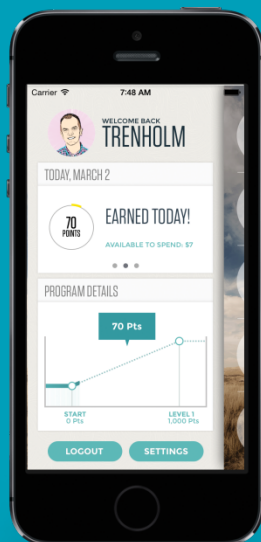 Carrier 7:48 AM
WELCOME BACK
TRENHOLM
TODAY, MARCH 2
70
POINTS
EARNED TODAY!
AVAILABLE TO SPEND: $7
PROGRAM DETAILS
70 Pts
START
0 Pts
LEVEL 1
1,000 Pts
LOGOUT
SETTINGS